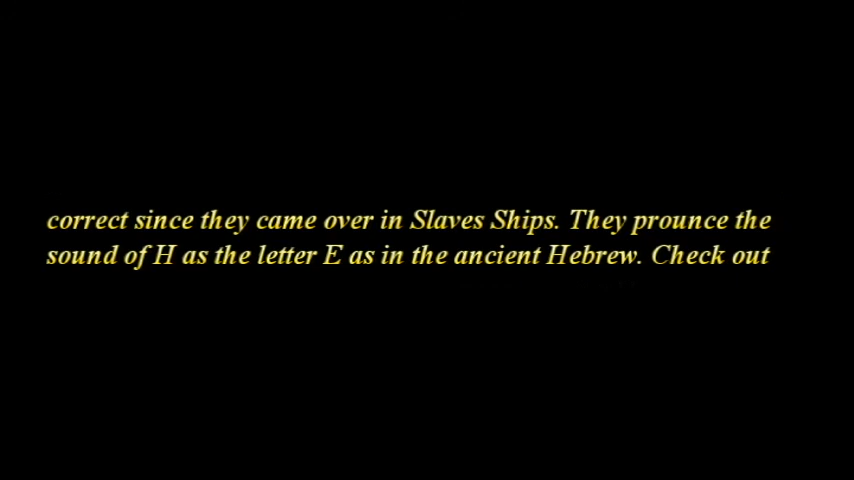 correct since they came over in Slaves Ships. They prounce the
sound of H as the letter E as in the ancient Hebrew. Check out